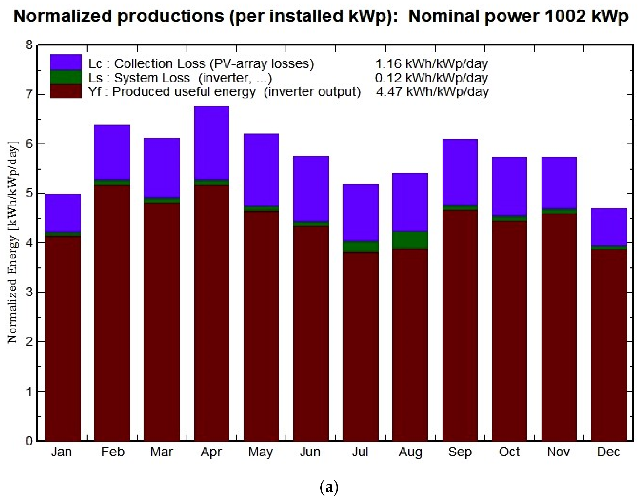 Normalized productions (per installed kWp): Nominal power 1002 kWp
Lc : Collection Loss (PV-array losses) 1.16 kWh/kWp/day
Ls : System Loss (inverter, ...) 0.12 kWh/kWp/day
Yf : Produced useful energy (inverter output) 4.47 kWh/kWp/day
Normalized Energy [kWh/kWp/day]
8
7
6
5
4
3
2
1
0
Jan Feb Mar Apr May Jun Jul Aug Sep Oct Nov Dec
(a)